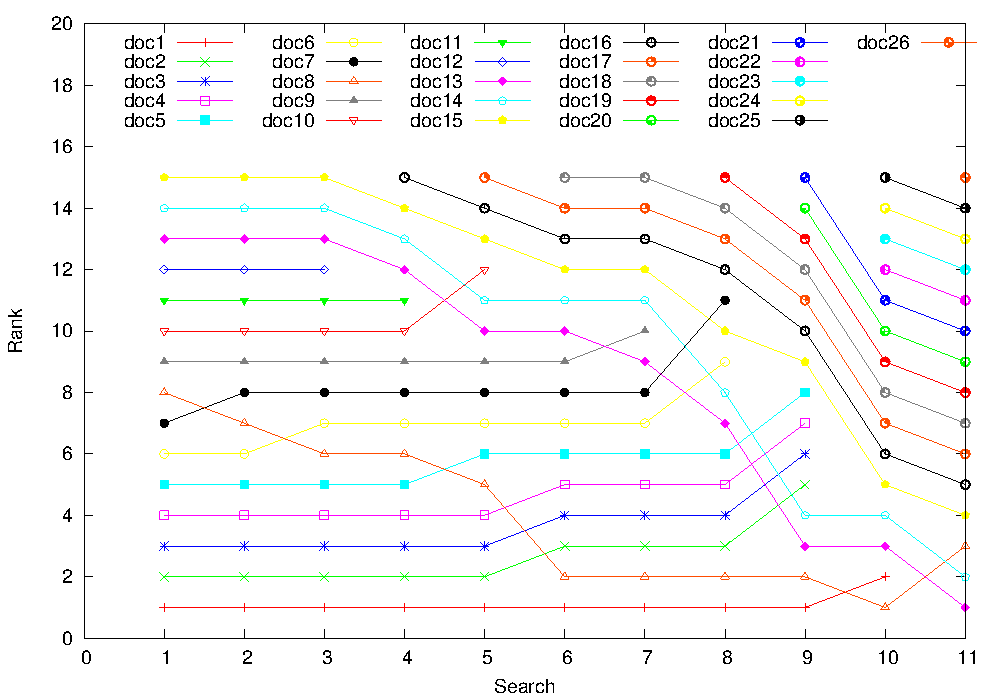 20
18
16
14
12
10
8
6
4
2
0
Rank
doc1 doc6 doc11 doc16 doc21 doc26
doc2 doc7 doc12 doc17 doc22
doc3 doc8 doc13 doc18 doc23
doc4 doc9 doc14 doc19 doc24
doc5 doc10 doc15 doc20 doc25
0 1 2 3 4 5 6 7 8 9 10 11
Search